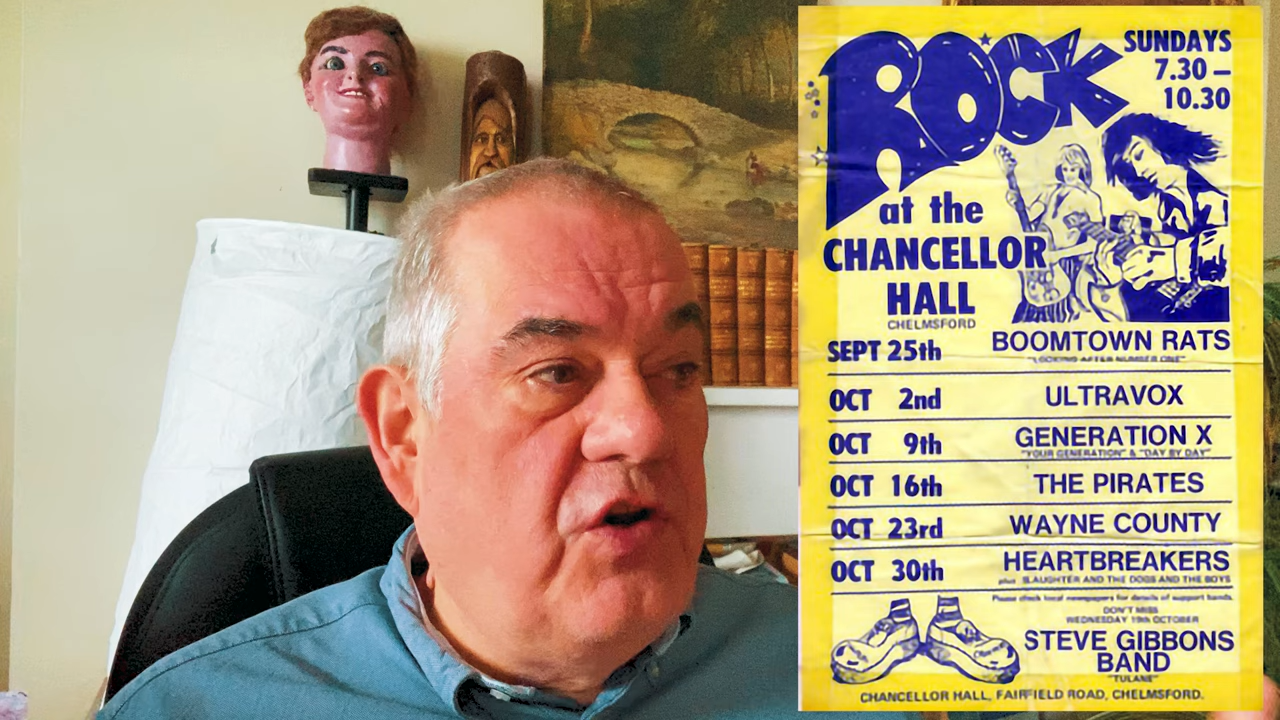 ROCK
SUNDAYS
7.30 –
10.30
at the
CHANCELLOR
HALL
CHELMSFORD
SEPT 25th BOOMTOWN RATS
"LOOKING AFTER NUMBER ONE"
OCT 2nd ULTRAVOX
OCT 9th GENERATION X
"YOUR GENERATION" & "DAY BY DAY"
OCT 16th THE PIRATES
OCT 23rd WAYNE COUNTY
OCT 30th HEARTBREAKERS
plus SLAUGHTER AND THE DOGS AND THE BOYS
Please check local newspapers for details of support bands.
DON'T MISS
WEDNESDAY 19th OCTOBER
STEVE GIBBONS
BAND
"TULANE"
CHANCELLOR HALL, FAIRFIELD ROAD, CHELMSFORD.